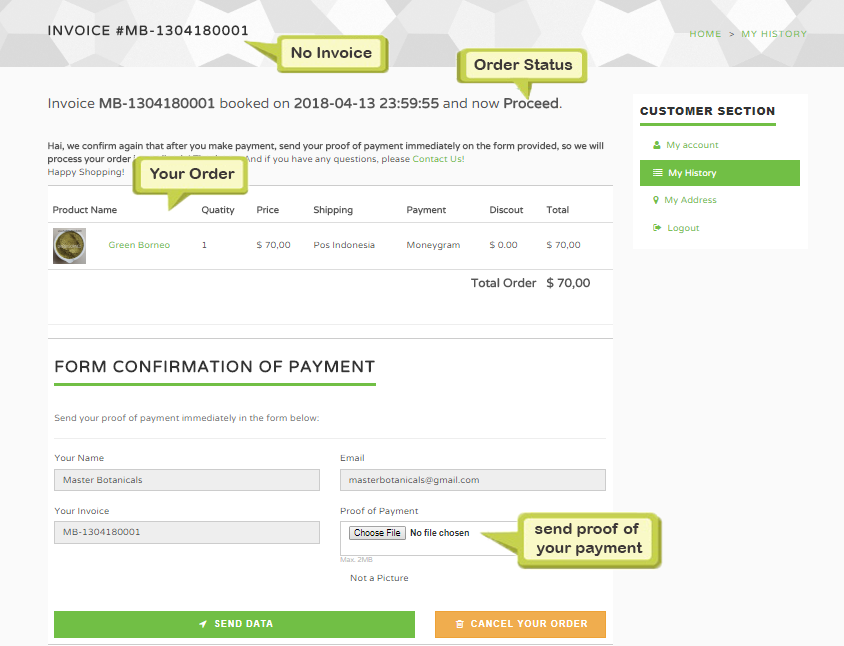 INVOICE #MB-1304180001
HOME > MY HISTORY
No Invoice
Order Status
Invoice MB-1304180001 booked on 2018-04-13 23:59:55 and now Proceed.
Hai, we confirm again that after you make payment, send your proof of payment immediately on the form provided, so we will
process your order And if you have any questions, please Contact Us!
Happy Shopping!
Your Order
Product Name Quatity Price Shipping Payment Discout Total
Green Borneo 1 $ 70,00 Pos Indonesia Moneygram $ 0.00 $ 70,00
Total Order $ 70,00
CUSTOMER SECTION
My account
My History
My Address
Logout
FORM CONFIRMATION OF PAYMENT
Send your proof of payment immediately in the form below:
Your Name Email
Master Botanicals masterbotanicals@gmail.com
Your Invoice Proof of Payment
MB-1304180001 Choose File No file chosen
send proof of
your payment
Max. 2MB
Not a Picture
SEND DATA CANCEL YOUR ORDER